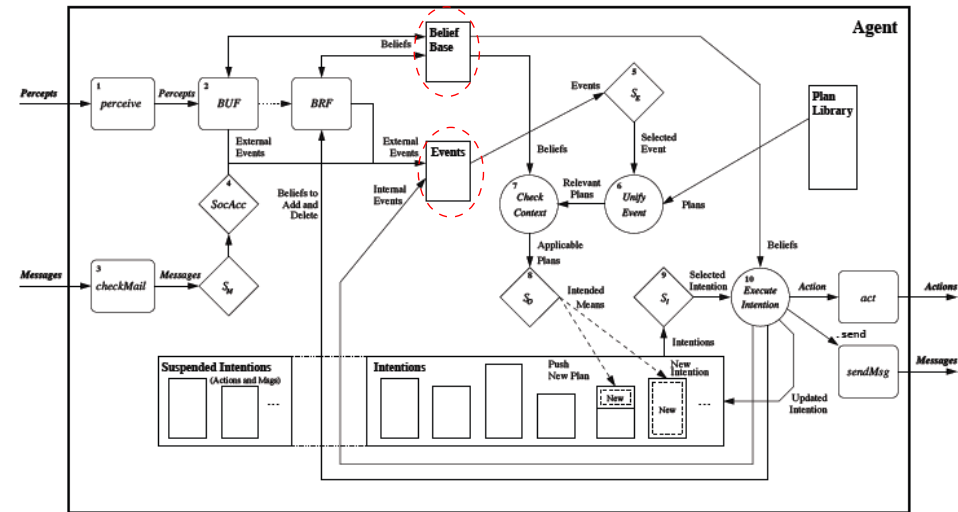 Agent
Belief
Base
Beliefs
Plan
Library
Percepts
1
perceive
Percepts
2
BUF
BRF
External
Events
External
Events
Events
Events
5
S_E
Selected
Event
Beliefs
4
SocAcc
Beliefs to
Add and
Delete
Internal
Events
7
Check
Context
Relevant
Plans
6
Unify
Event
Plans
Beliefs
Applicable
Plans
Messages
3
checkMail
Messages
S_M
8
S_O
Intended
Means
9
S_I
Selected
Intention
10
Execute
Intention
Action
act
Actions
.send
sendMsg
Messages
Intentions
Suspended Intentions
(Actions and Msgs)
...
Intentions
Push
New Plan
New
Intention
New
New
...
Updated
Intention